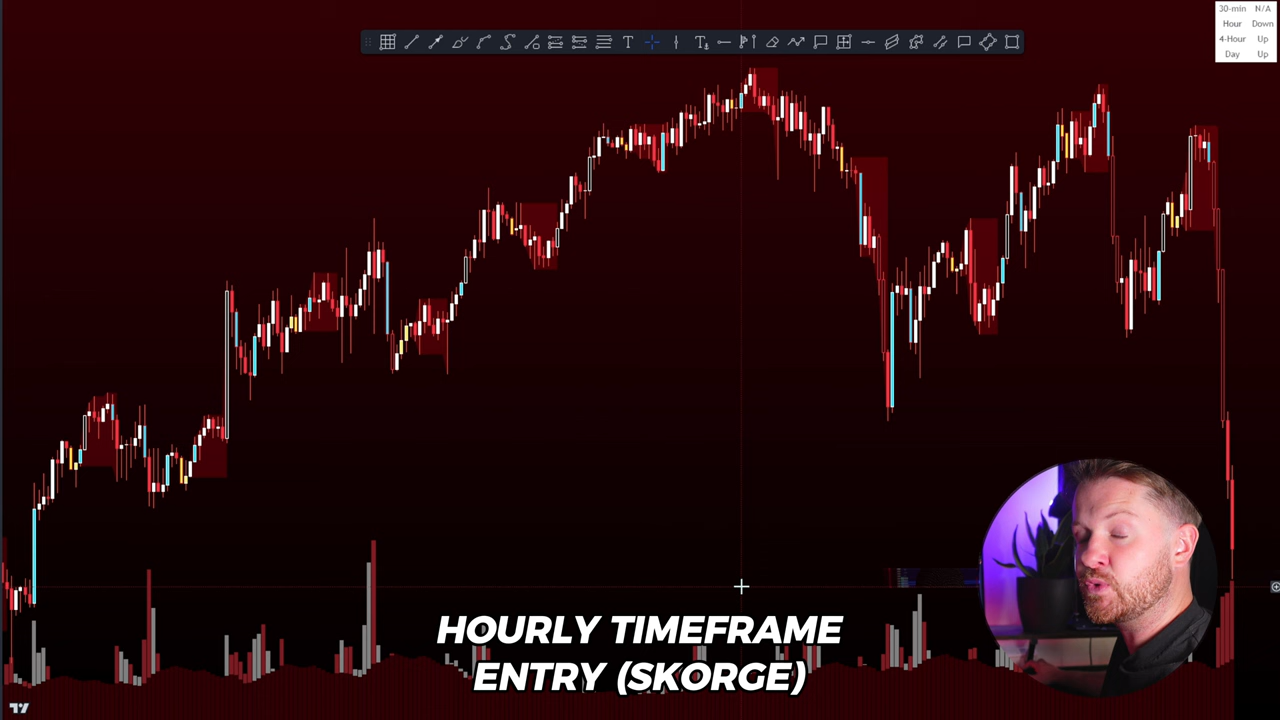 30-min N/A
Hour Down
4-Hour Up
Day Up
HOURLY TIMEFRAME
ENTRY (SKORGE)